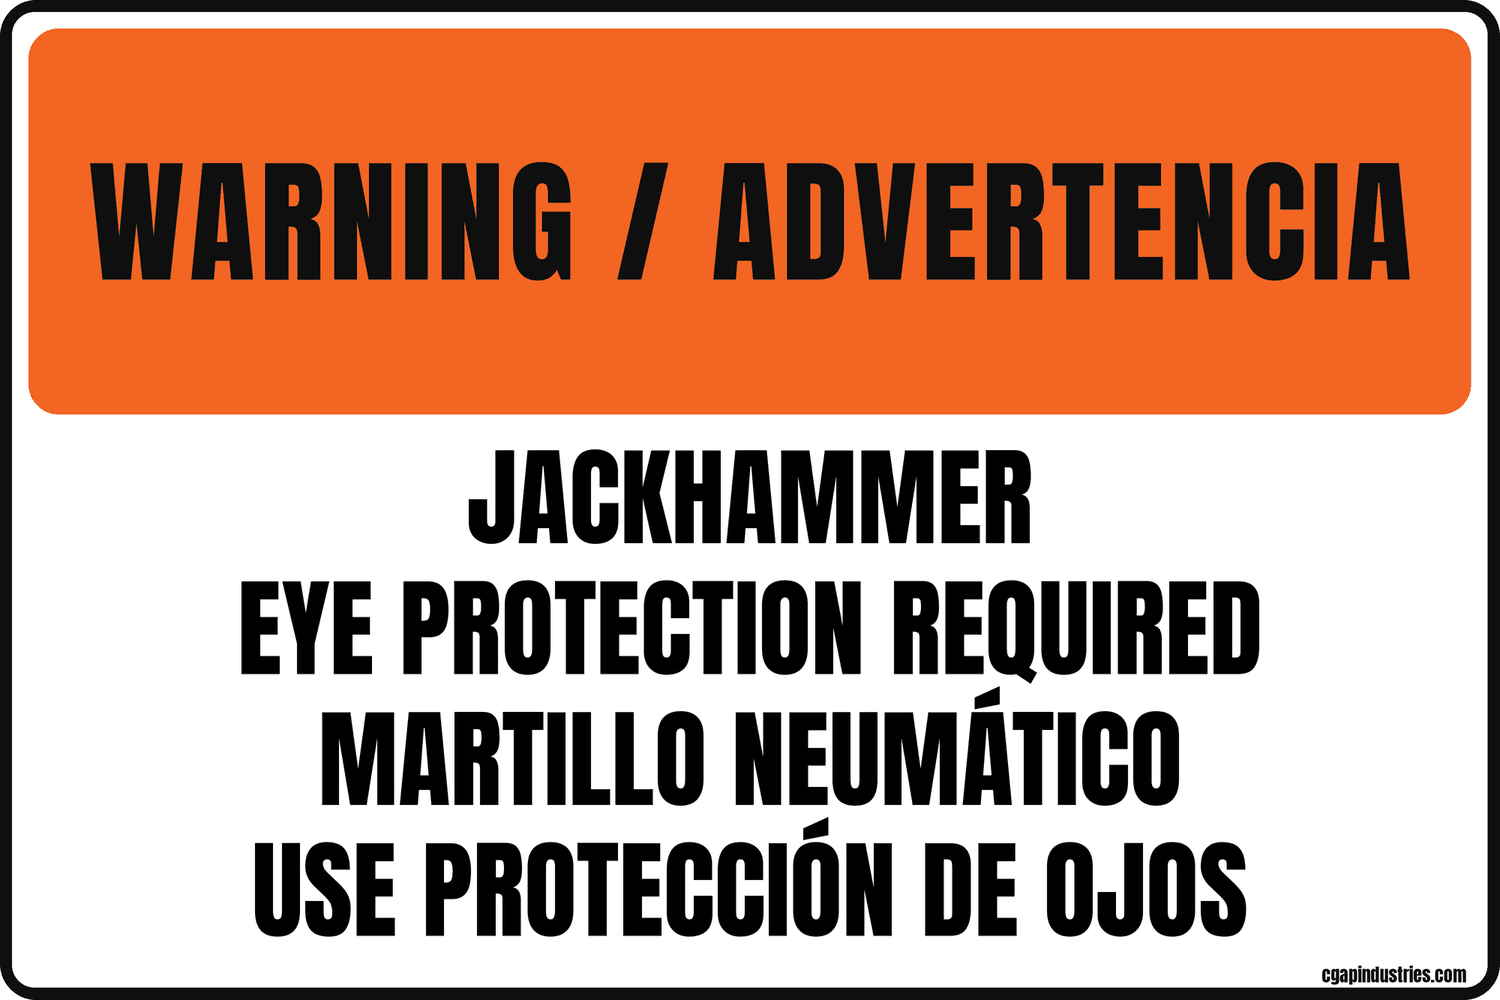 WARNING / ADVERTENCIA
JACKHAMMER
EYE PROTECTION REQUIRED
MARTILLO NEUMÁTICO
USE PROTECCIÓN DE OJOS
cgapindustries.com